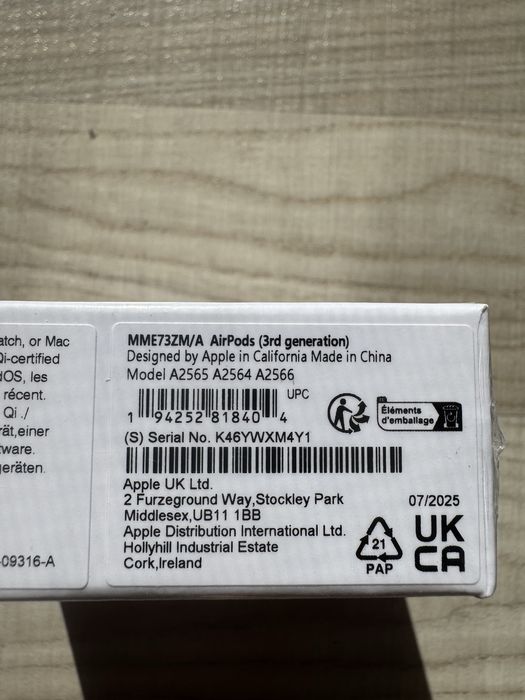 atch, or Mac
Qi-certified
dOS, les
récent.
Qi ./
rät,einer
tware.
geräten.
-09316-A
MME73ZM/A AirPods (3rd generation)
Designed by Apple in California Made in China
Model A2565 A2564 A2566
UPC
1 94252 81840 4
Éléments
d'emballage
(S) Serial No. K46YWXM4Y1
Apple UK Ltd.
2 Furzeground Way,Stockley Park
Middlesex,UB11 1BB
Apple Distribution International Ltd.
Hollyhill Industrial Estate
Cork,Ireland
07/2025
21
PAP
UK
CA